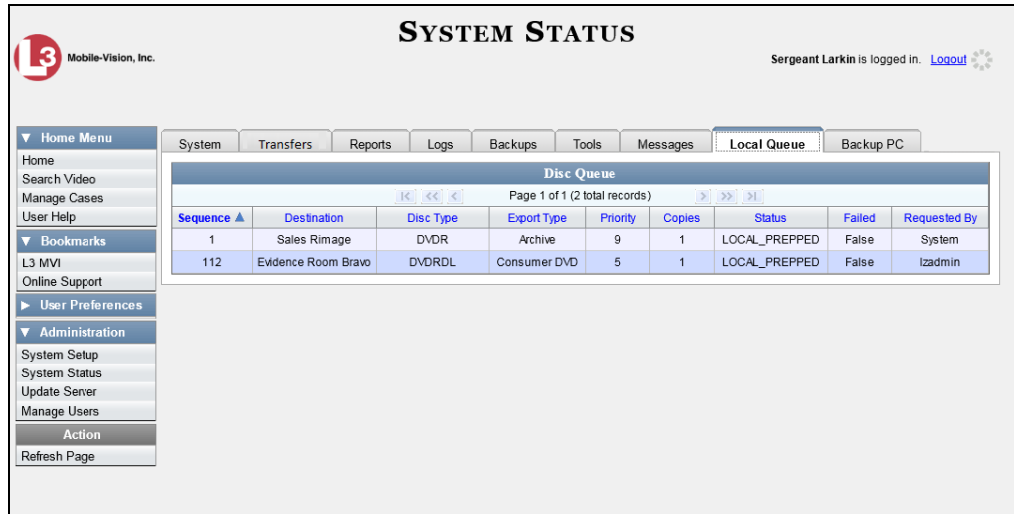 SYSTEM STATUS
L3 Mobile-Vision, Inc.
Sergeant Larkin is logged in. Logout
▼ Home Menu
Home
Search Video
Manage Cases
User Help
▼ Bookmarks
L3 MVI
Online Support
▶ User Preferences
▼ Administration
System Setup
System Status
Update Server
Manage Users
Action
Refresh Page
System Transfers Reports Logs Backups Tools Messages Local Queue Backup PC
Disc Queue
|< << < Page 1 of 1 (2 total records) > >> >|
Sequence ▲ Destination Disc Type Export Type Priority Copies Status Failed Requested By
1 Sales Rimage DVDR Archive 9 1 LOCAL_PREPPED False System
112 Evidence Room Bravo DVDRDL Consumer DVD 5 1 LOCAL_PREPPED False lzadmin